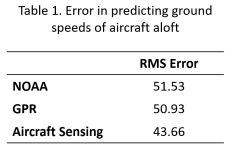 Table 1. Error in predicting ground
speeds of aircraft aloft
RMS Error
NOAA 51.53
GPR 50.93
Aircraft Sensing 43.66